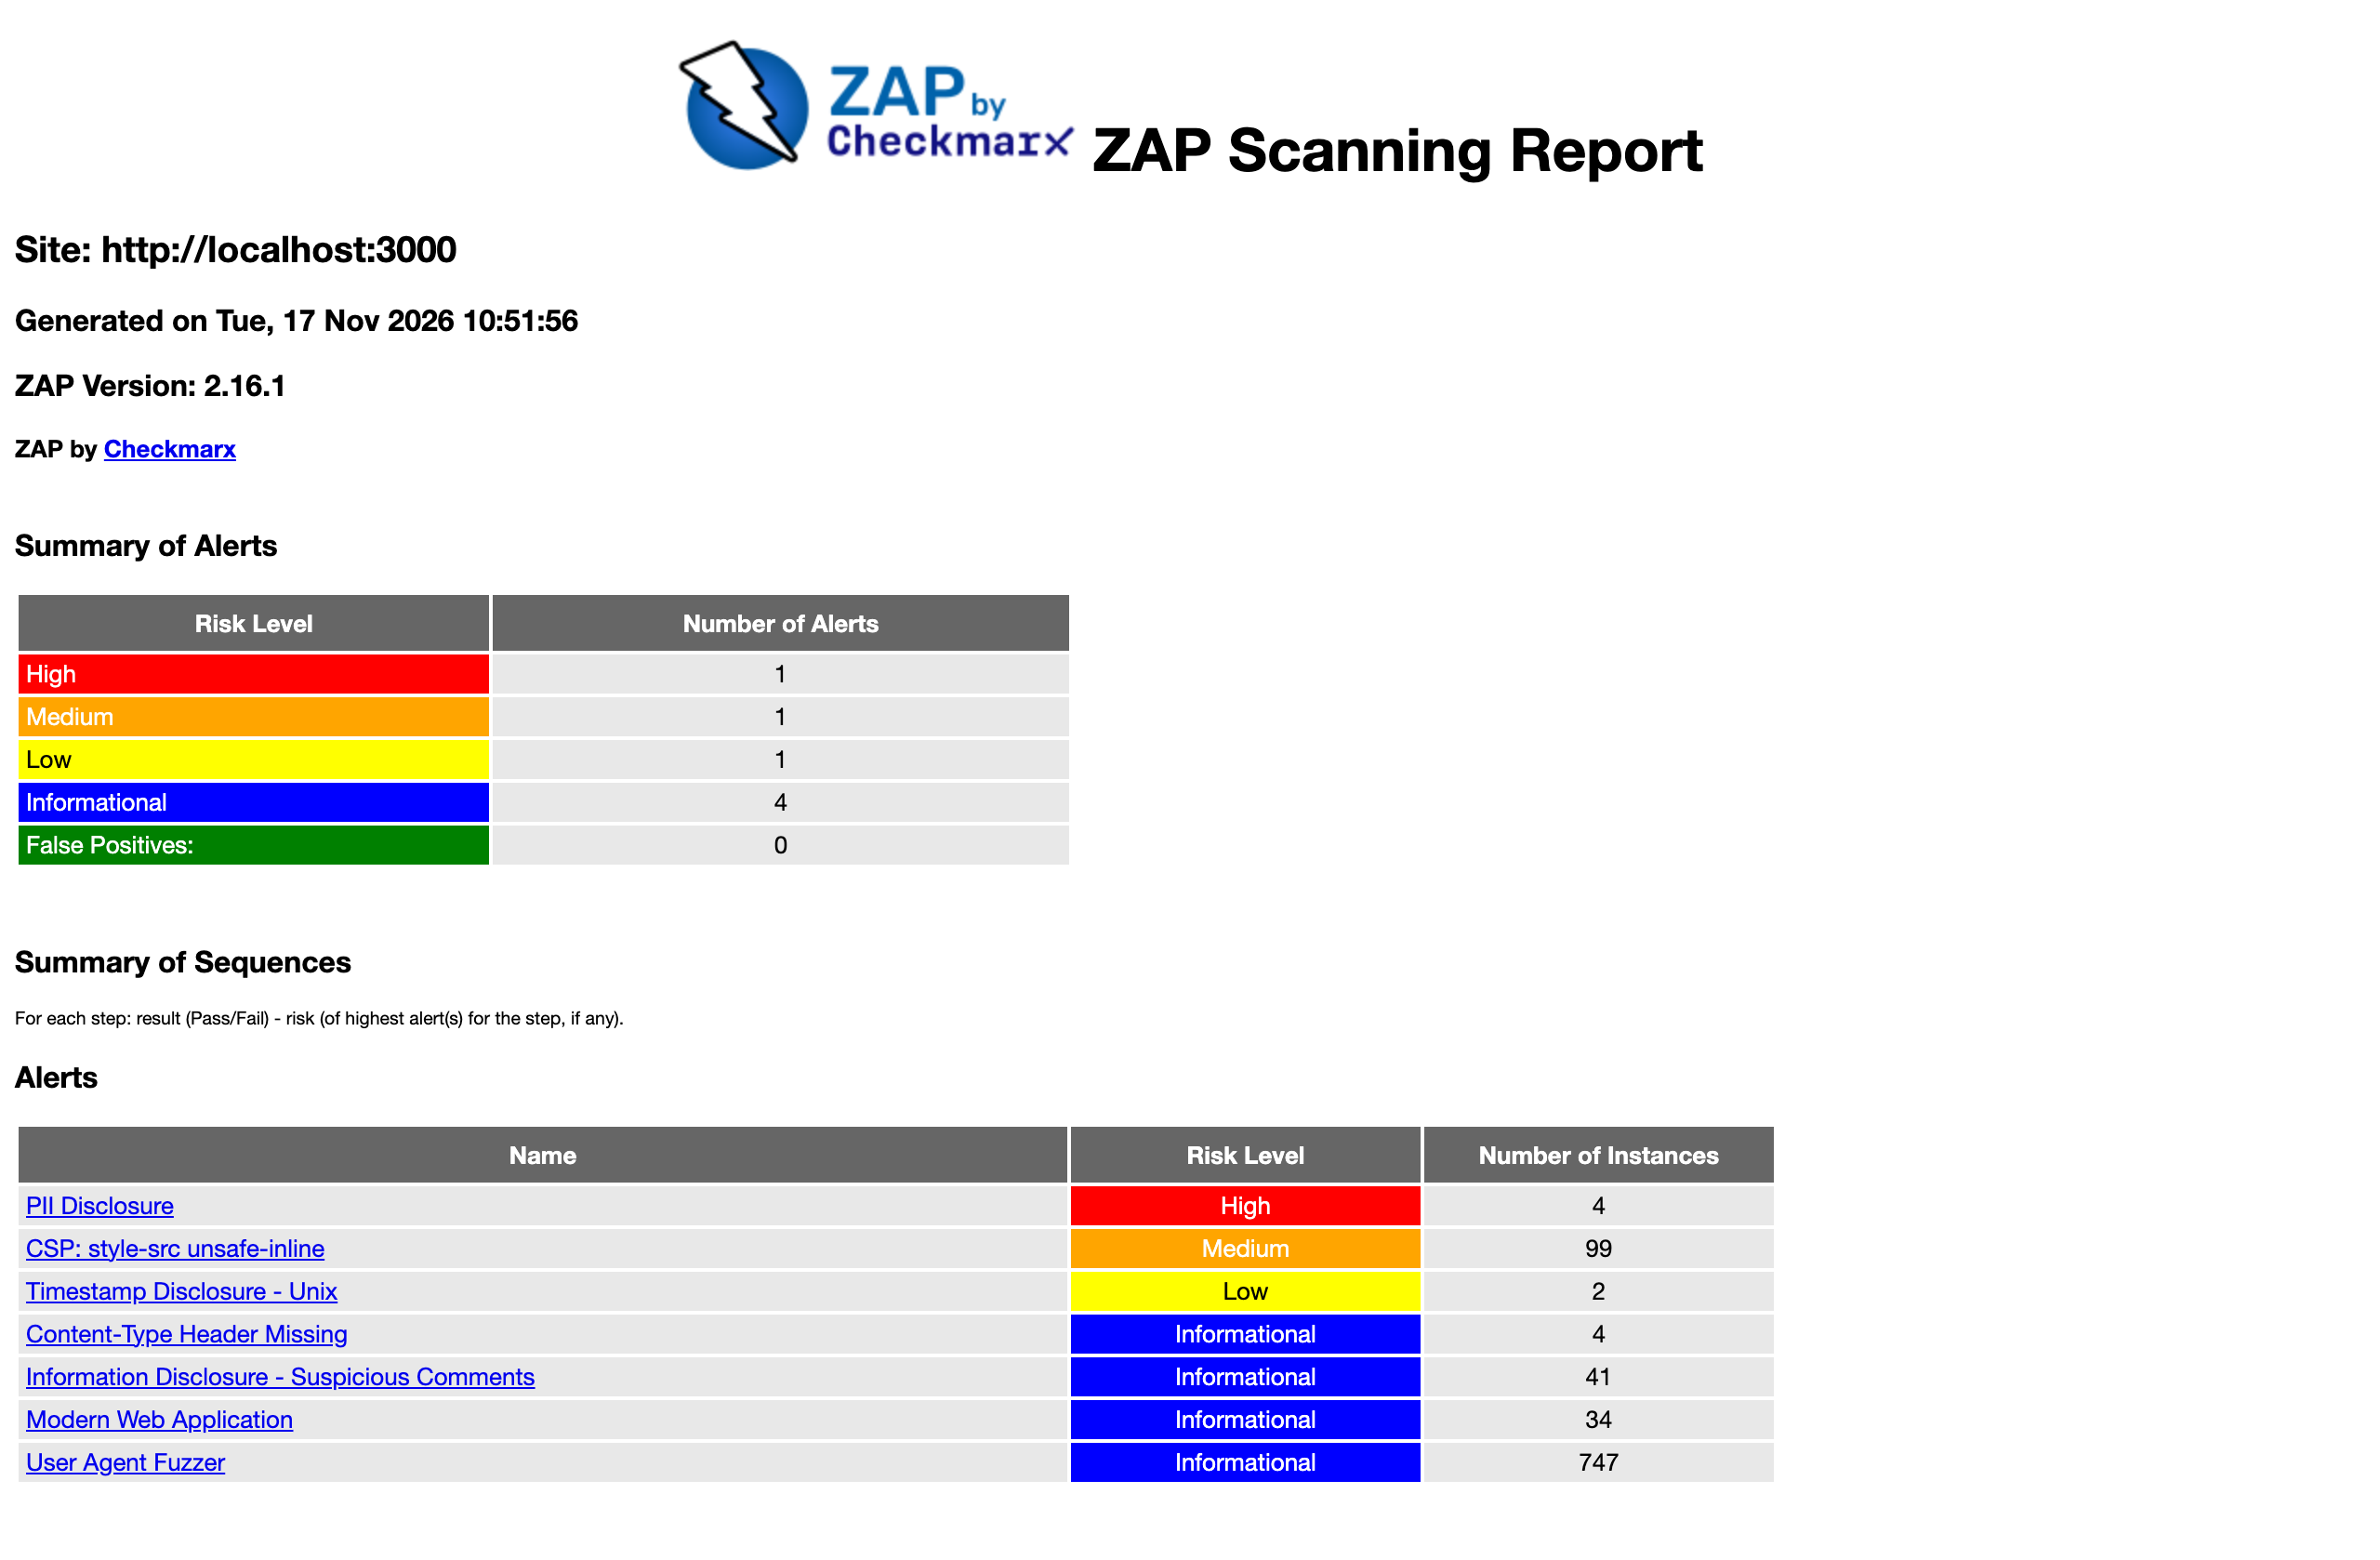 ZAP by
Checkmarx ZAP Scanning Report
Site: http://localhost:3000
Generated on Tue, 17 Nov 2026 10:51:56
ZAP Version: 2.16.1
ZAP by Checkmarx
Summary of Alerts
Risk Level Number of Alerts
High 1
Medium 1
Low 1
Informational 4
False Positives: 0
Summary of Sequences
For each step: result (Pass/Fail) - risk (of highest alert(s) for the step, if any).
Alerts
Name Risk Level Number of Instances
PII Disclosure High 4
CSP: style-src unsafe-inline Medium 99
Timestamp Disclosure - Unix Low 2
Content-Type Header Missing Informational 4
Information Disclosure - Suspicious Comments Informational 41
Modern Web Application Informational 34
User Agent Fuzzer Informational 747